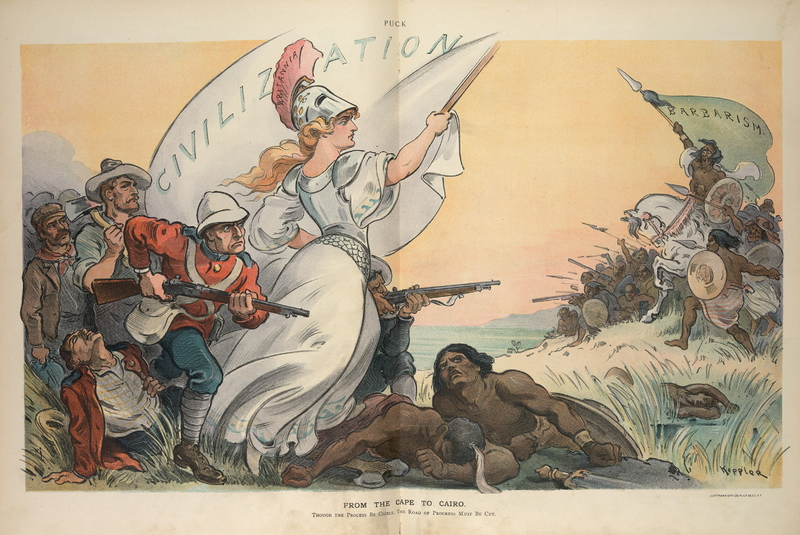 PUCK
CIVILIZATION
BRITANNIA
BARBARISM.
Keppler
FROM THE CAPE TO CAIRO.
THOUGH THE PROCESS BE COSTLY, THE ROAD OF PROGRESS MUST BE CUT.